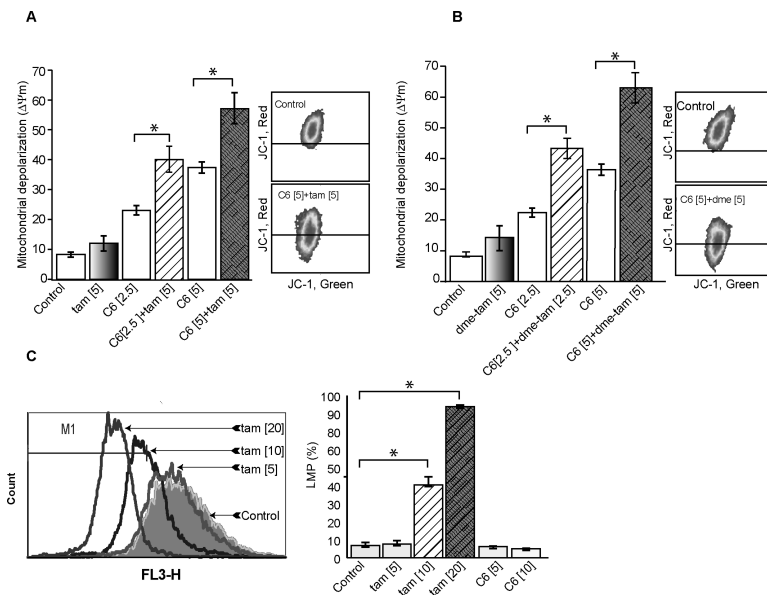 A
Mitochondrial depolarization (ΔΨm)
70
60
50
40
30
20
10
0
*
*
Control
tam [5]
C6 [2.5]
C6[2.5 ]+tam [5]
C6 [5]
C6 [5]+tam [5]
JC-1, Red
Control
JC-1, Red
C6 [5]+tam [5]
JC-1, Green
B
Mitochondrial depolarization (ΔΨm)
70
60
50
40
30
20
10
0
*
*
Control
dme-tam [5]
C6 [2.5]
C6[2.5 ]+dme-tam [2.5]
C6 [5]
C6 [5]+dme-tam [5]
JC-1, Red
Control
JC-1, Red
C6 [5]+dme [5]
JC-1, Green
C
Count
M1
tam [20]
tam [10]
tam [5]
Control
FL3-H
LMP (%)
100
90
80
70
60
50
40
30
20
10
0
*
*
Control
tam [5]
tam [10]
tam [20]
C6 [5]
C6 [10]